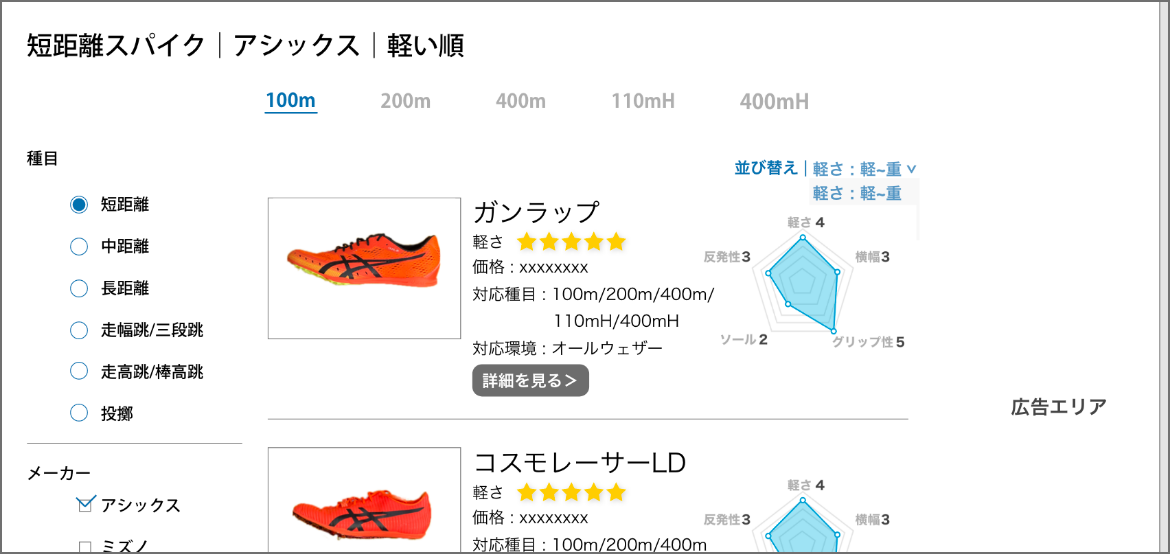 短距離スパイク｜アシックス｜軽い順
100m 200m 400m 110mH 400mH
種目
短距離
中距離
長距離
走幅跳/三段跳
走高跳/棒高跳
投擲
メーカー
アシックス
ミズノ
並び替え｜軽さ：軽~重
軽さ：軽~重
ガンラップ
軽さ
価格：xxxxxxxx
対応種目：100m/200m/400m/
110mH/400mH
対応環境：オールウェザー
詳細を見る＞
軽さ 4
反発性 3
横幅 3
ソール 2
グリップ性 5
コスモレーサーLD
軽さ
価格：xxxxxxxx
対応種目：100m/200m/400m
軽さ 4
反発性 3
横幅 3
広告エリア